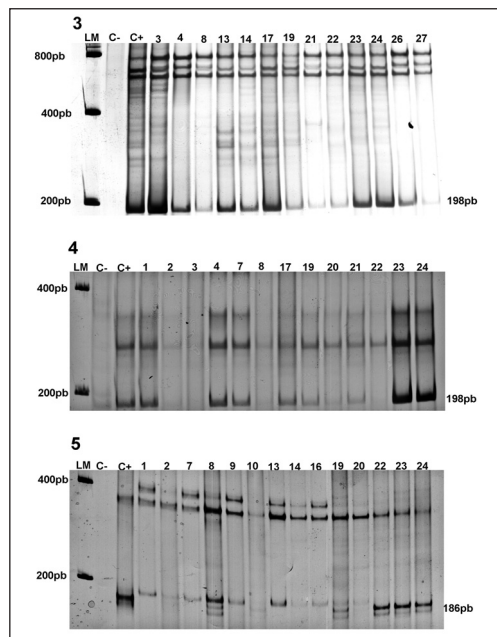 3
LM C- C+ 3 4 8 13 14 17 19 21 22 23 24 26 27
800pb
400pb
200pb 198pb
4
LM C- C+ 1 2 3 4 7 8 17 19 20 21 22 23 24
400pb
200pb 198pb
5
LM C- C+ 1 2 7 8 9 10 13 14 16 19 20 22 23 24
400pb
200pb
186pb